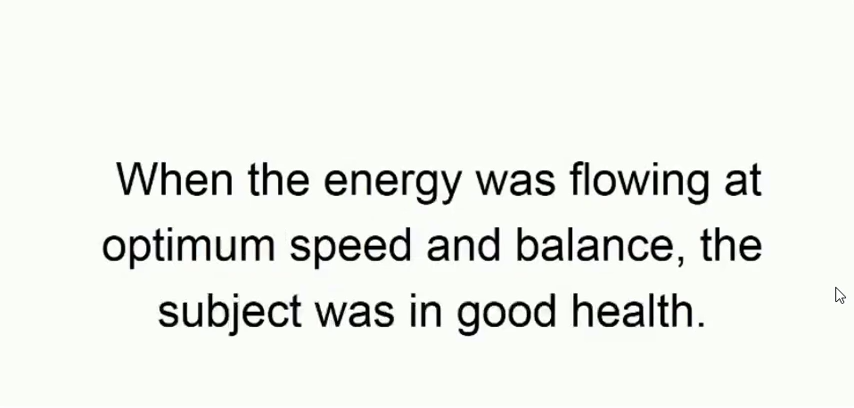 When the energy was flowing at
optimum speed and balance, the
subject was in good health.